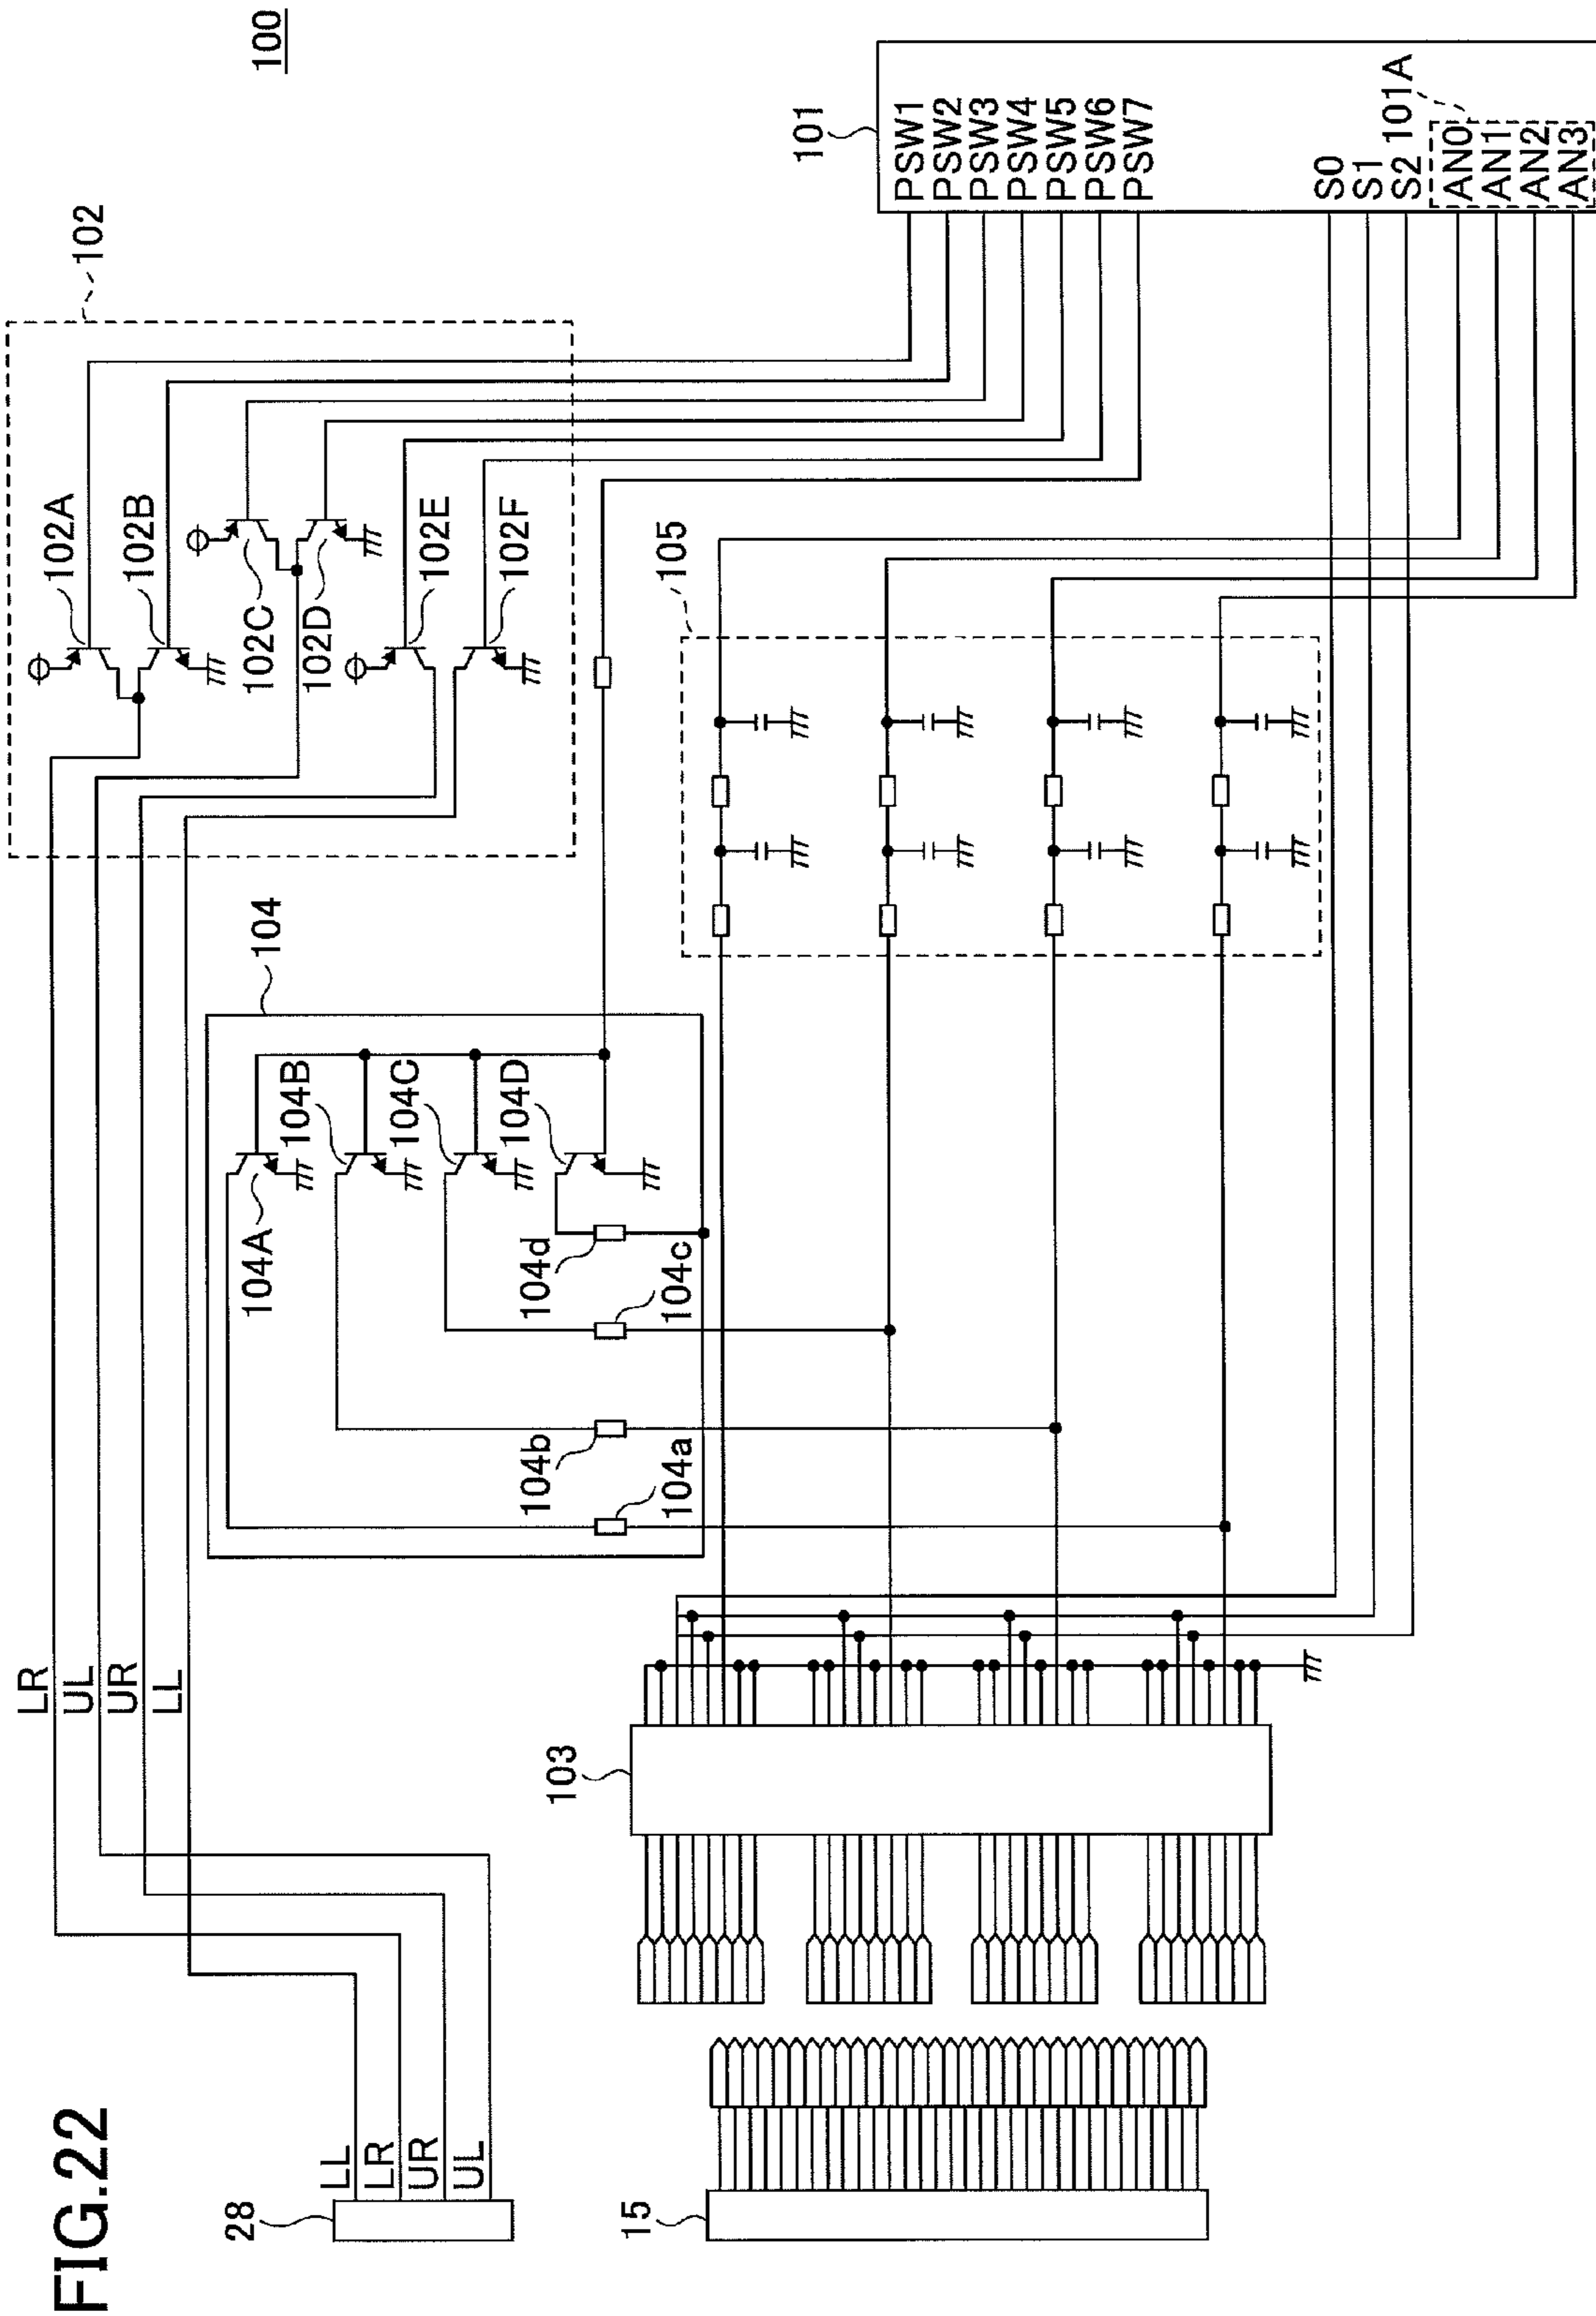 FIG.22
100
28
LL
LR
UR
UL
15
LR
UL
UR
LL
103
104
104A
104B
104C
104D
104a
104b
104c
104d
102
102A
102B
102C
102D
102E
102F
105
101
PSW1
PSW2
PSW3
PSW4
PSW5
PSW6
PSW7
S0
S1
S2
101A
AN0
AN1
AN2
AN3